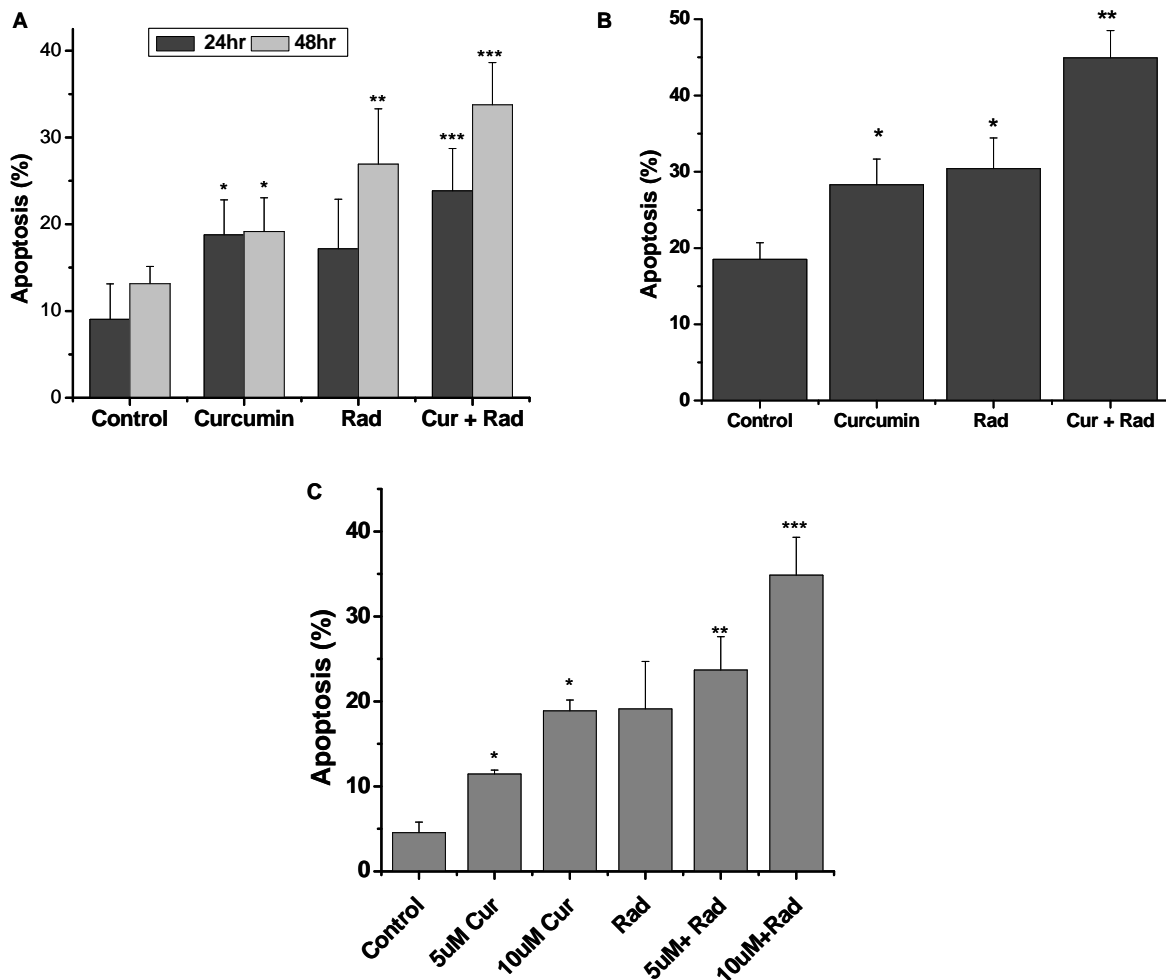 A
24hr 48hr
Apoptosis (%)
40
30
20
10
0
* * ** *** ***
Control Curcumin Rad Cur + Rad
B
Apoptosis (%)
50
40
30
20
10
0
* * **
Control Curcumin Rad Cur + Rad
C
Apoptosis (%)
40
30
20
10
0
* * ** ***
Control 5uM Cur 10uM Cur Rad 5uM+ Rad 10uM+Rad